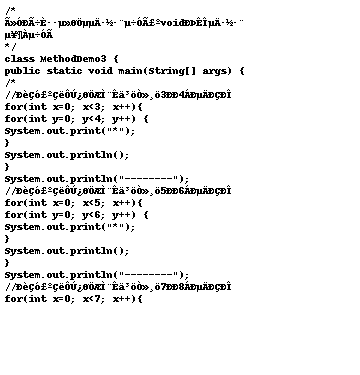 /*
Ã»ÓÐÃ÷È··µ»ØÖµµÄ·½·¨µ÷ÓÃ£ºvoidÐÞÊÎµÄ·½·¨
µ¥¶Àµ÷ÓÃ
*/
class MethodDemo3 {
public static void main(String[] args) {
/*
//ÐèÇó£ºÇëÔÚ¿ØÖÆÌ¨Êä³öÒ»¸ö3ÐÐ4ÁÐµÄÐÇÐÎ
for(int x=0; x<3; x++){
for(int y=0; y<4; y++) {
System.out.print("*");
}
System.out.println();
}
System.out.println("--------");
//ÐèÇó£ºÇëÔÚ¿ØÖÆÌ¨Êä³öÒ»¸ö5ÐÐ6ÁÐµÄÐÇÐÎ
for(int x=0; x<5; x++){
for(int y=0; y<6; y++) {
System.out.print("*");
}
System.out.println();
}
System.out.println("--------");
//ÐèÇó£ºÇëÔÚ¿ØÖÆÌ¨Êä³öÒ»¸ö7ÐÐ8ÁÐµÄÐÇÐÎ
for(int x=0; x<7; x++){